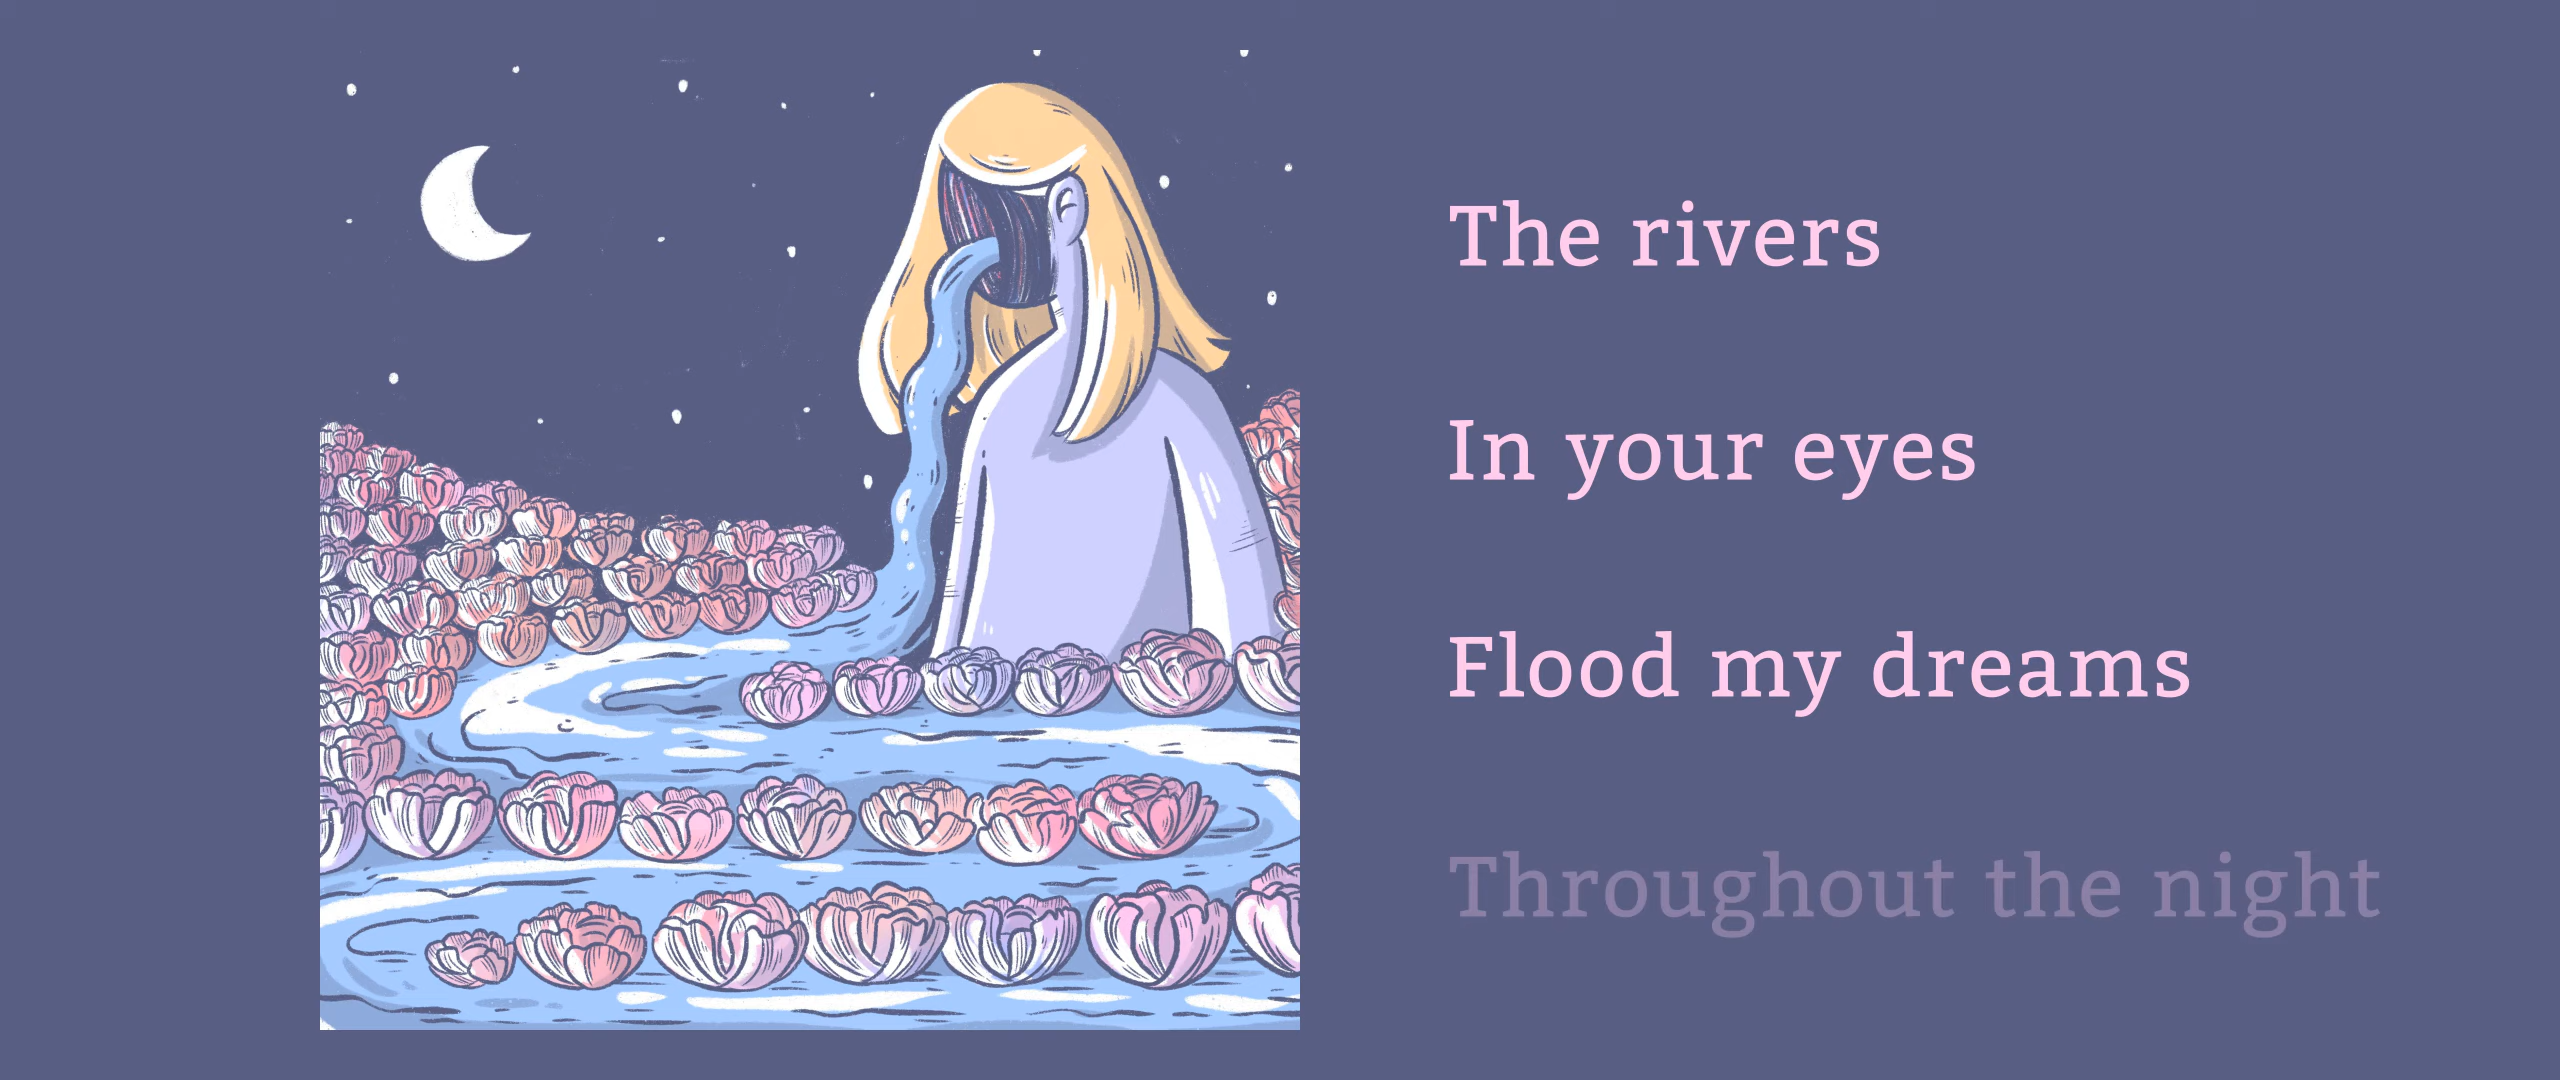 The rivers
In your eyes
Flood my dreams
Throughout the night